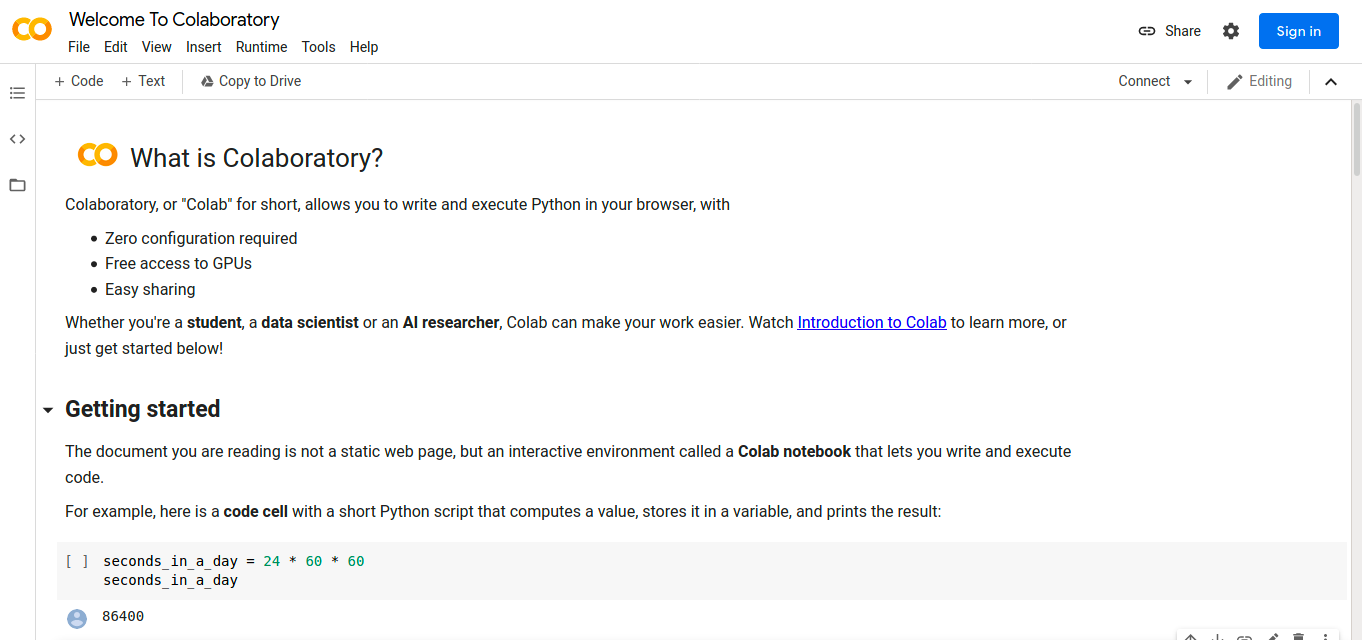 Welcome To Colaboratory
File Edit View Insert Runtime Tools Help
Share
Sign in
+ Code + Text Copy to Drive
Connect
Editing
What is Colaboratory?
Colaboratory, or "Colab" for short, allows you to write and execute Python in your browser, with
• Zero configuration required
• Free access to GPUs
• Easy sharing
Whether you're a student, a data scientist or an AI researcher, Colab can make your work easier. Watch Introduction to Colab to learn more, or
just get started below!
Getting started
The document you are reading is not a static web page, but an interactive environment called a Colab notebook that lets you write and execute
code.
For example, here is a code cell with a short Python script that computes a value, stores it in a variable, and prints the result:
[ ] seconds_in_a_day = 24 * 60 * 60
seconds_in_a_day
86400